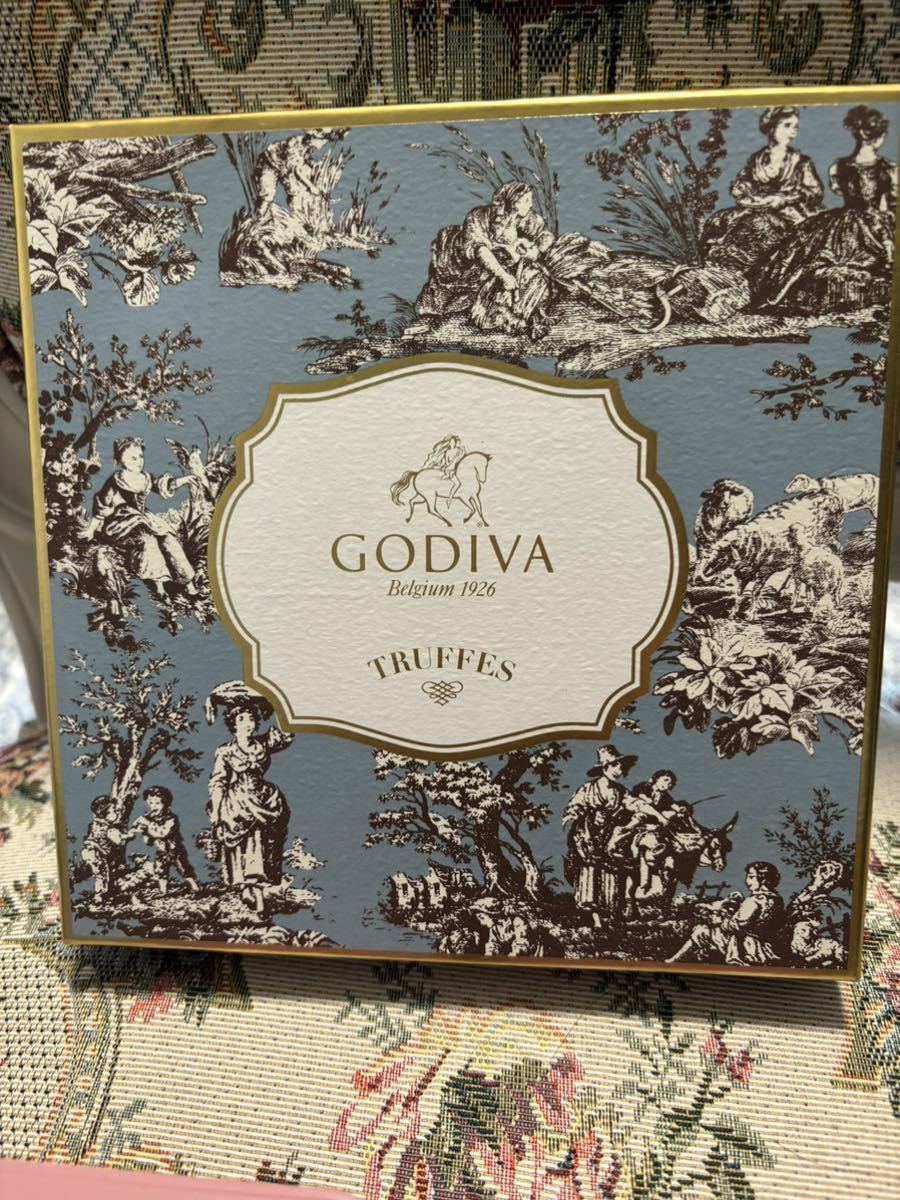 GODIVA
Belgium 1926
TRUFFES